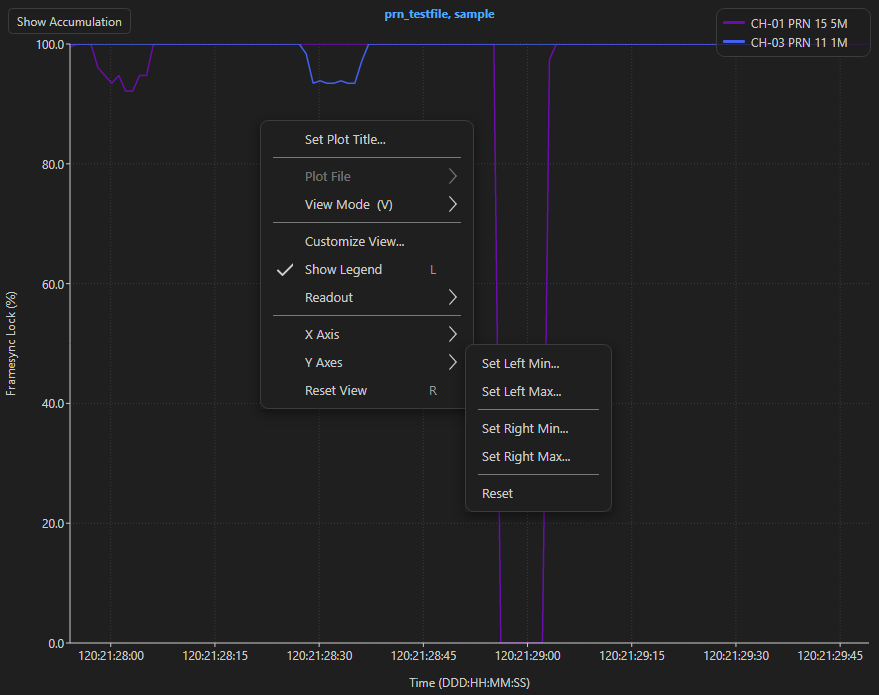 Show Accumulation
prn_testfile, sample
CH-01 PRN 15 5M
CH-03 PRN 11 1M
100.0
80.0
60.0
40.0
20.0
0.0
Framesync Lock (%)
Set Plot Title...
Plot File
View Mode (V)
Customize View...
Show Legend L
Readout
X Axis
Y Axes
Reset View R
Set Left Min...
Set Left Max...
Set Right Min...
Set Right Max...
Reset
120:21:28:00 120:21:28:15 120:21:28:30 120:21:28:45 120:21:29:00 120:21:29:15 120:21:29:30 120:21:29:45
Time (DDD:HH:MM:SS)